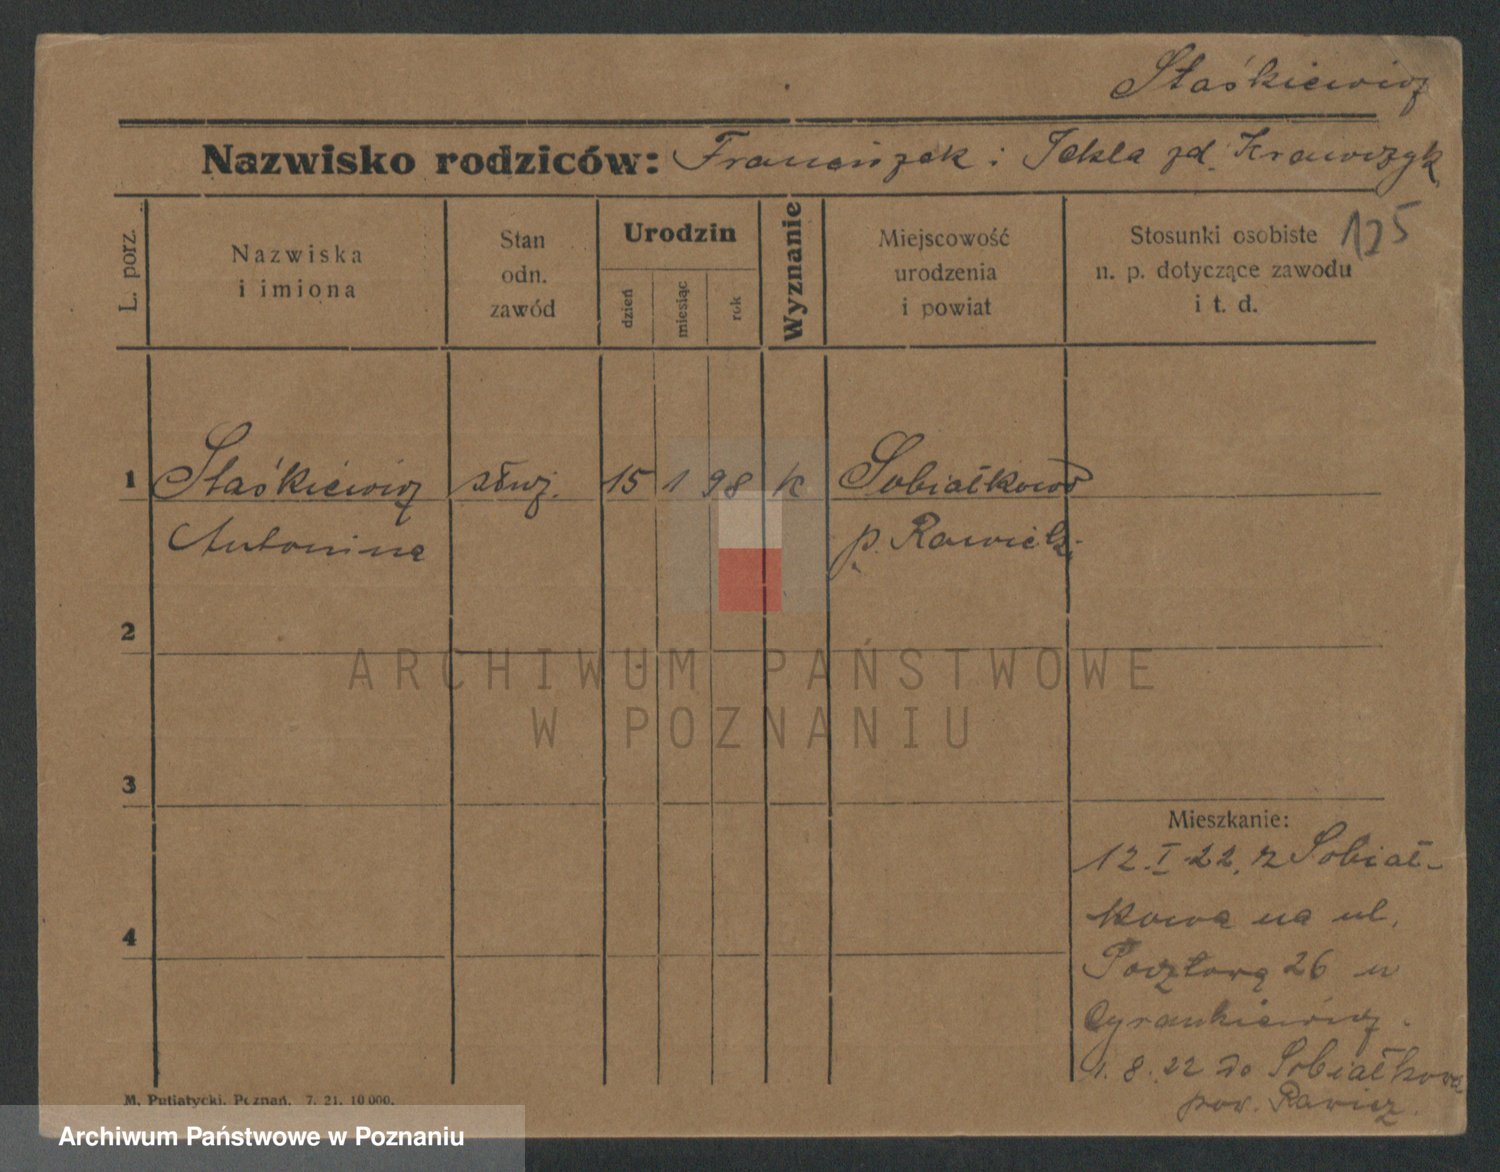 Staśkiewicz
Nazwisko rodziców: Franciszek i Tekla zd. Krawczyk
125
L. porz.
Nazwiska
i imiona
Stan
odn.
zawód
Urodzin
dzień
miesiąc
rok
Wyznanie
Miejscowość
urodzenia
i powiat
Stosunki osobiste
n. p. dotyczące zawodu
i t. d.
1 Staśkiewicz służ. 15 1 98 K Sobiałkowo
Antonina p. Rawicki
2
ARCHIWUM PAŃSTWOWE
W POZNANIU
3
Mieszkanie:
12.I.22. z Sobiał-
kowa na ul.
4
Pocztową 26 u
Cyrankiewicz.
1.8.22 do Sobiałkowa
pow. Rawicz.
M. Putiatycki. Poznań. 7. 21. 10 000.
Archiwum Państwowe w Poznaniu